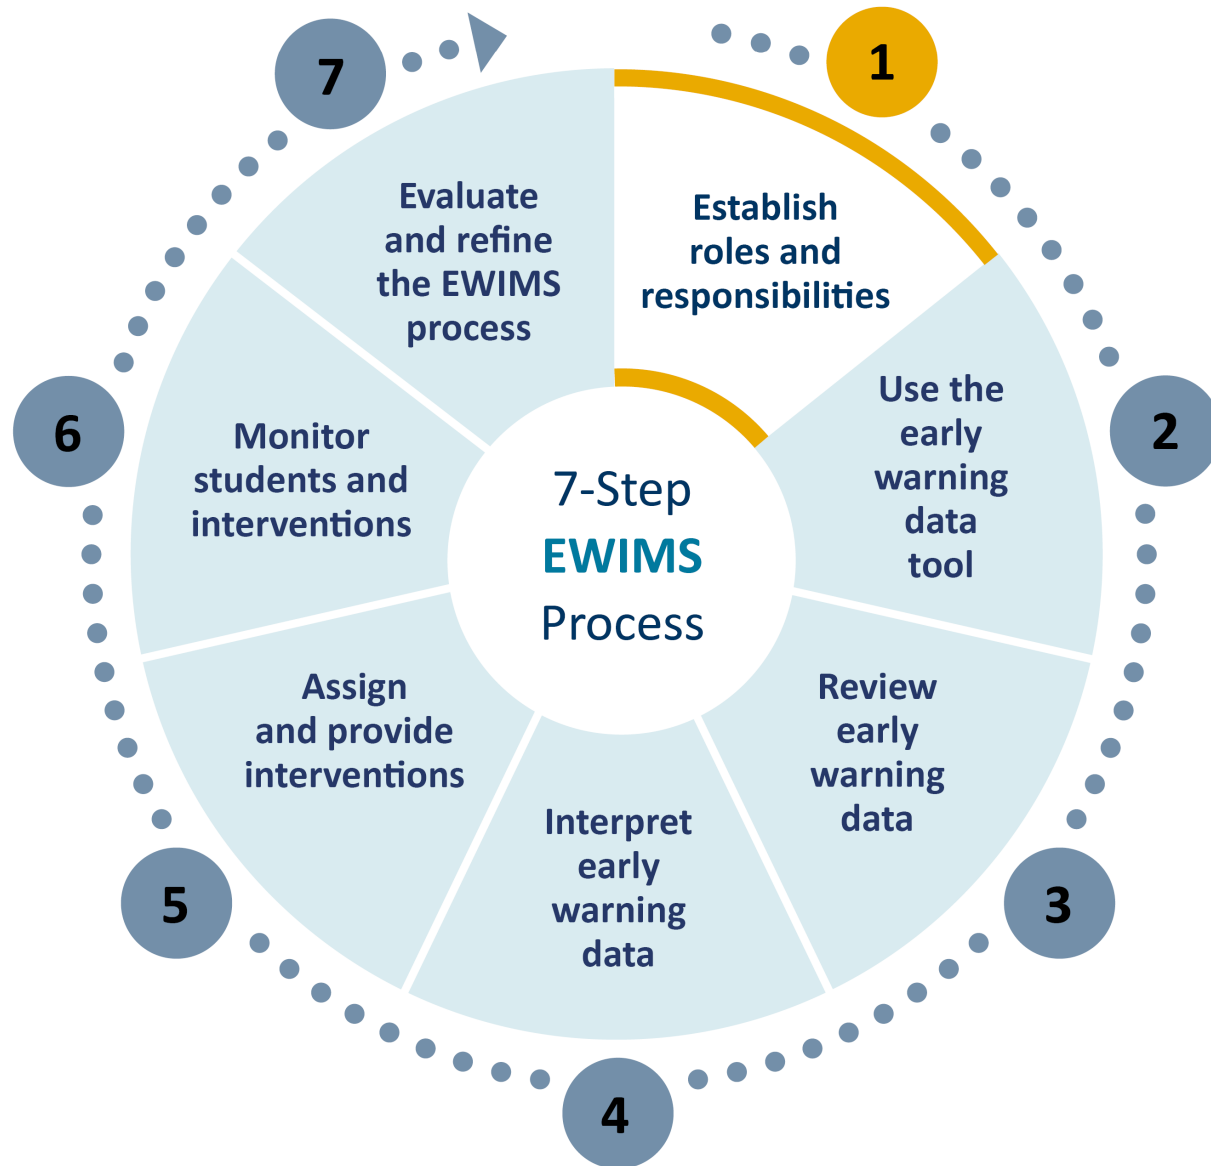 7-Step
EWIMS
Process
1
Establish
roles and
responsibilities
2
Use the
early
warning
data
tool
3
Review
early
warning
data
4
Interpret
early
warning
data
5
Assign
and provide
interventions
6
Monitor
students and
interventions
7
Evaluate
and refine
the EWIMS
process